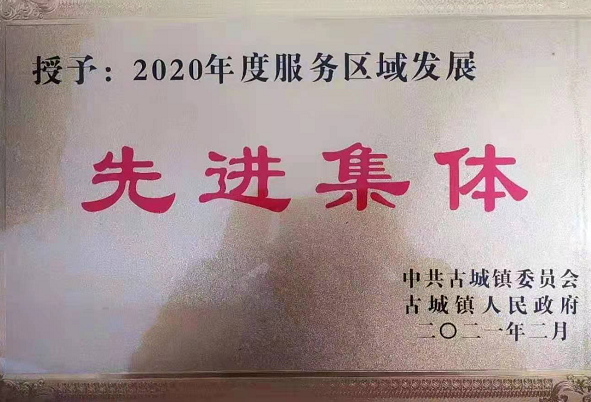 授予：2020年度服务区域发展
先进集体
中共古城镇委员会
古城镇人民政府
二〇二一年二月